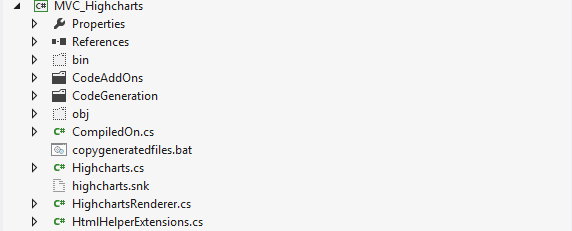 MVC_Highcharts
Properties
References
bin
CodeAddOns
CodeGeneration
obj
CompiledOn.cs
copygeneratedfiles.bat
Highcharts.cs
highcharts.snk
HighchartsRenderer.cs
HtmlHelperExtensions.cs